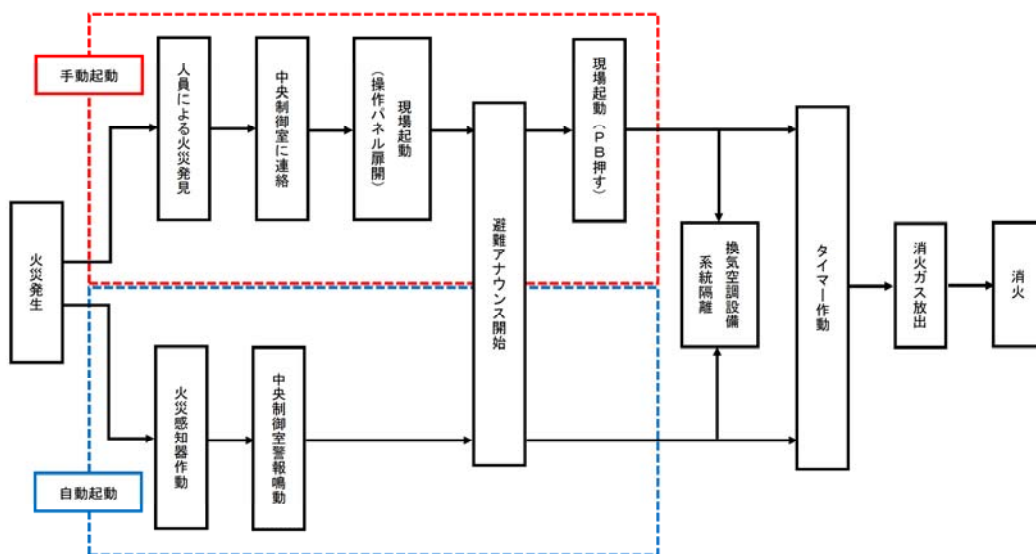 手動起動
人員による火災発見
中央制御室に連絡
現場起動
（操作パネル扉開）
避難アナウンス開始
現場起動（ＰＢ押す）
火災発生
換気空調設備
系統隔離
タイマー作動
消火ガス放出
消火
火災感知器作動
中央制御室警報鳴動
自動起動